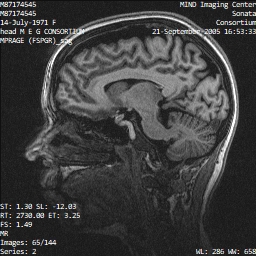 M87174545
M87174545
14-July-1971 F
head M E G CONSORTIUM
MPRAGE (FSPGR)_sag
MIND Imaging Center
Sonata
Consortium
21-September-2005 16:53:33
ST: 1.30 SL: -12.03
RT: 2730.00 ET: 3.25
FS: 1.49
MR
Images: 65/144
Series: 2
WL: 286 WW: 658